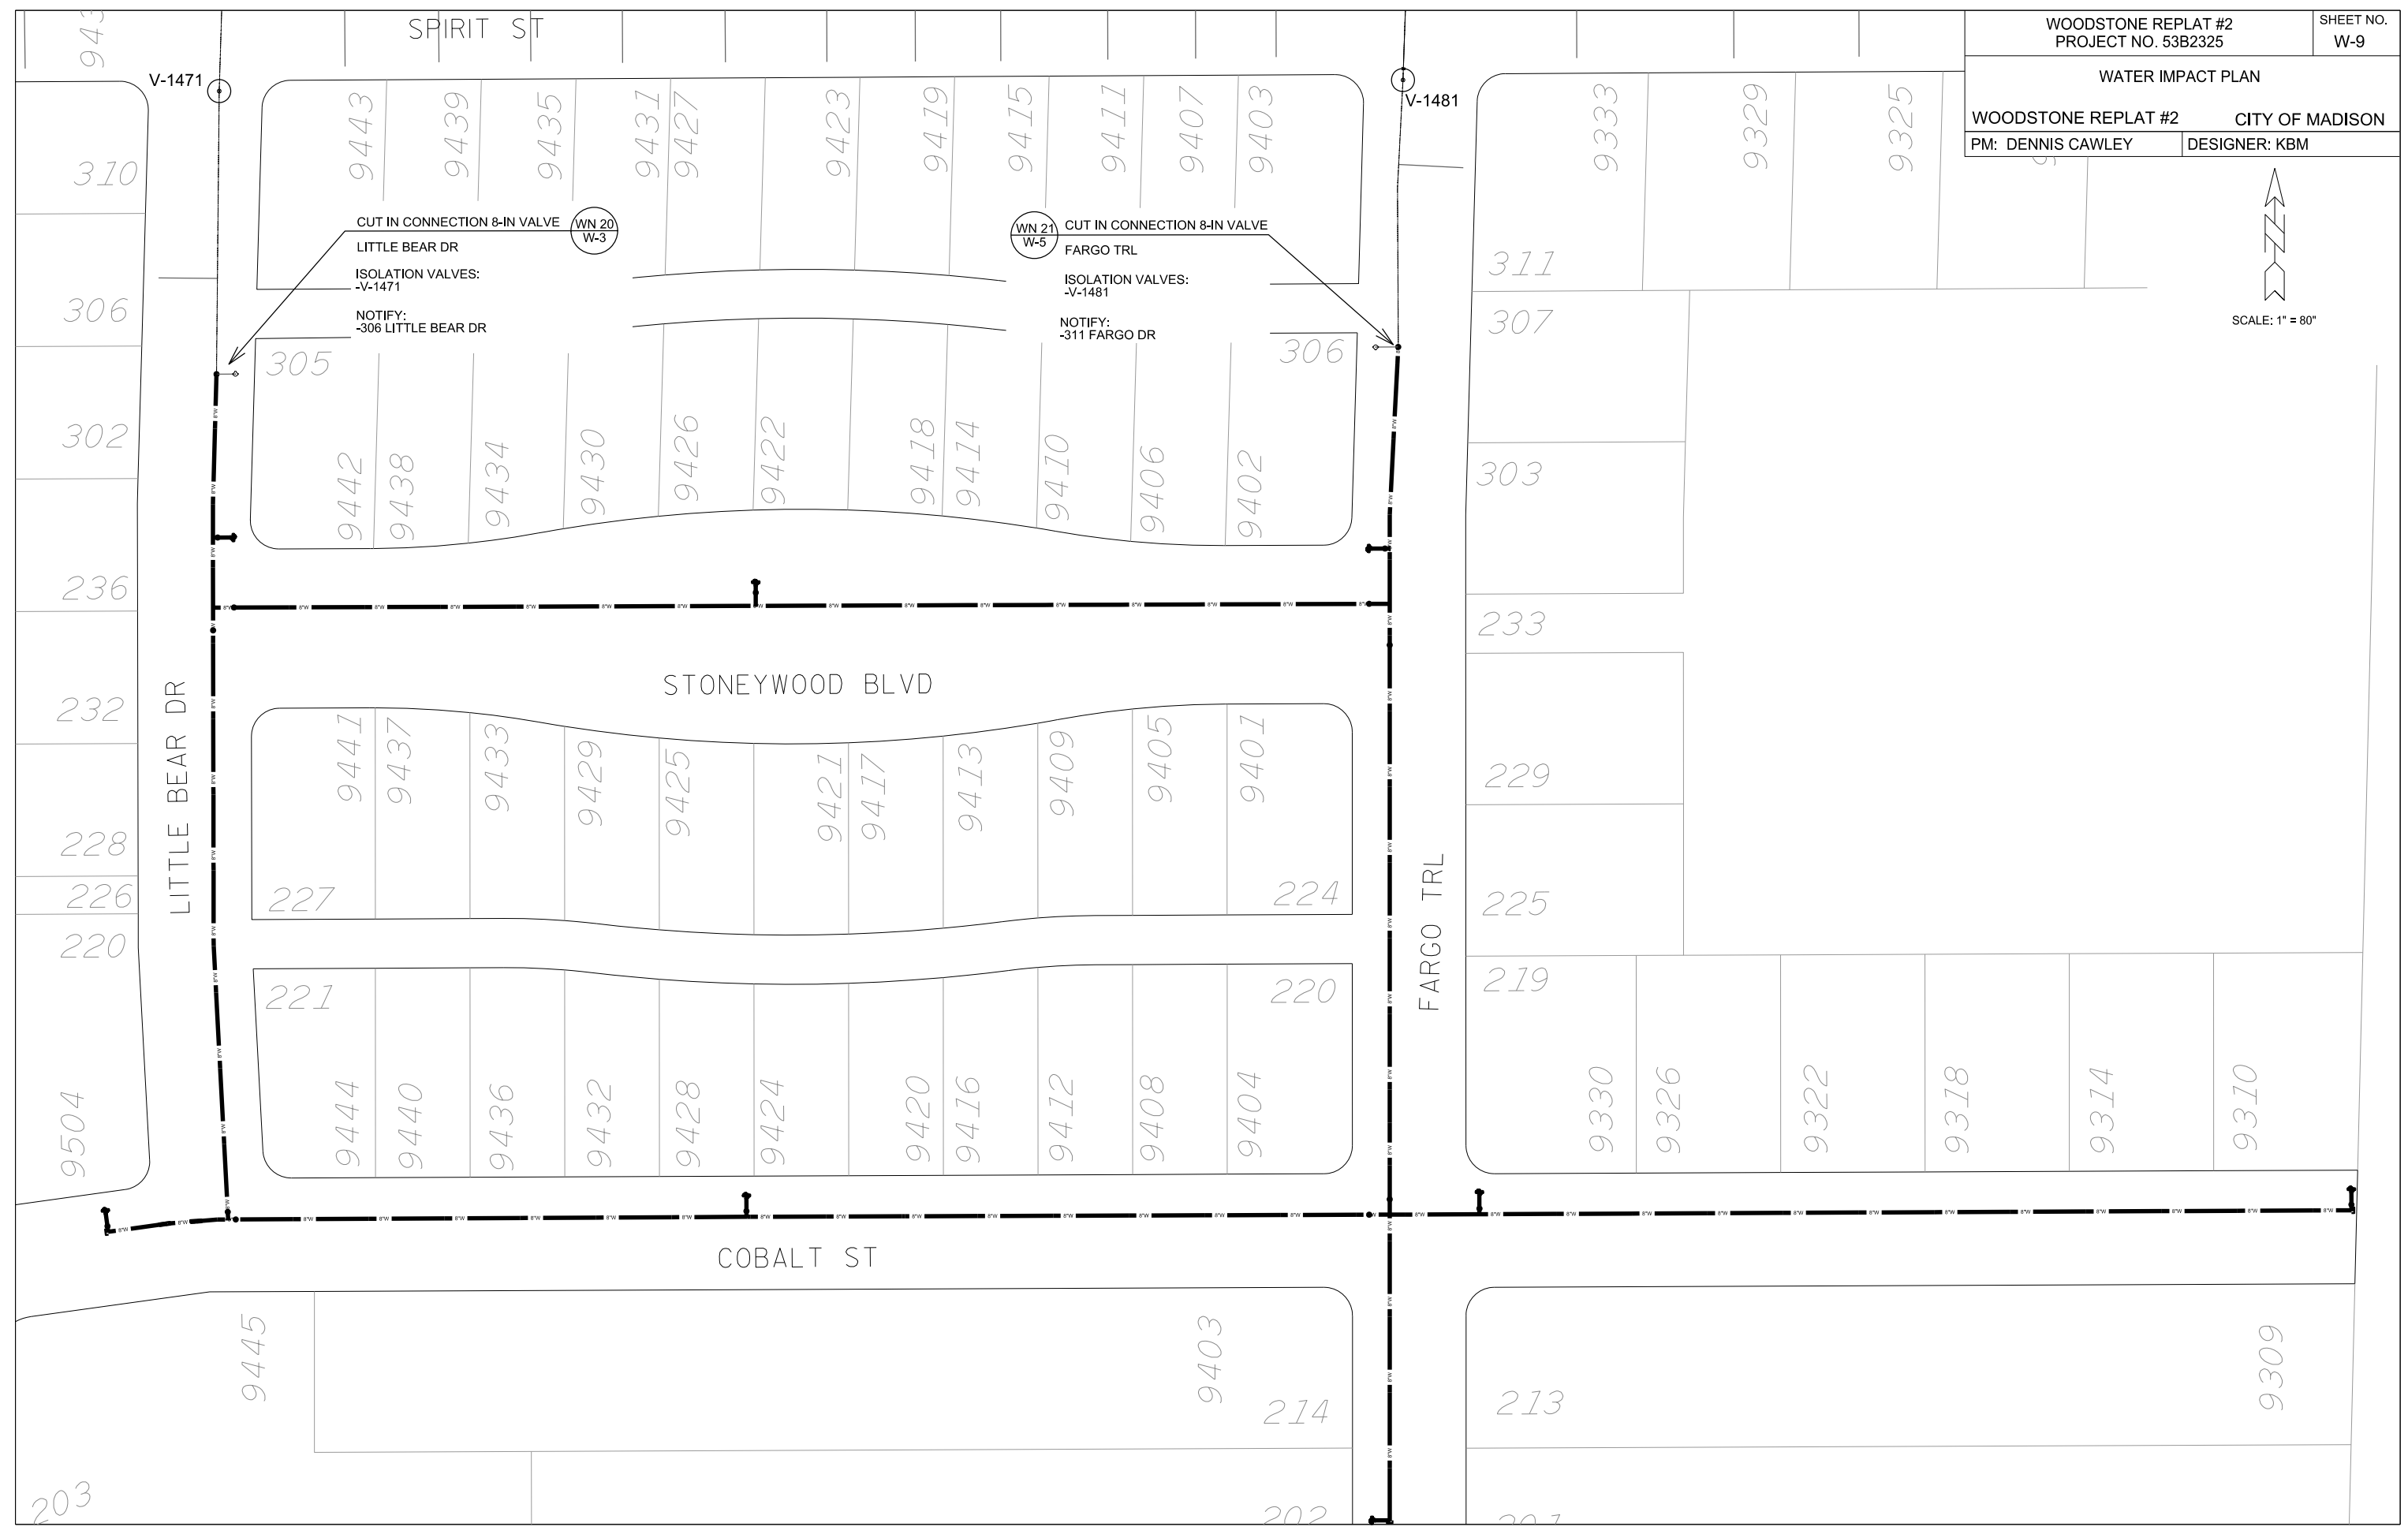 WOODSTONE REPLAT #2
PROJECT NO. 53B2325
SHEET NO.
W-9
WATER IMPACT PLAN
WOODSTONE REPLAT #2 CITY OF MADISON
PM: DENNIS CAWLEY DESIGNER: KBM
SCALE: 1" = 80"
SPIRIT ST
V-1471
V-1481
9443 9439 9435 9431 9427 9423 9419 9415 9411 9407 9403
9333 9329 9325
310
306
302
236
232
228
226
220
9504
CUT IN CONNECTION 8-IN VALVE
WN 20
W-3
LITTLE BEAR DR
ISOLATION VALVES:
-V-1471
NOTIFY:
-306 LITTLE BEAR DR
WN 21
W-5
CUT IN CONNECTION 8-IN VALVE
FARGO TRL
ISOLATION VALVES:
-V-1481
NOTIFY:
-311 FARGO DR
305
306
311
307
303
233
229
225
219
9442 9438 9434 9430 9426 9422 9418 9414 9410 9406 9402
STONEYWOOD BLVD
LITTLE BEAR DR
FARGO TRL
9441 9437 9433 9429 9425 9421 9417 9413 9409 9405 9401
227
224
221
220
9444 9440 9436 9432 9428 9424 9420 9416 9412 9408 9404
9330 9326 9322 9318 9314 9310
8"W
COBALT ST
9445
9403
214
213
9309
203
202